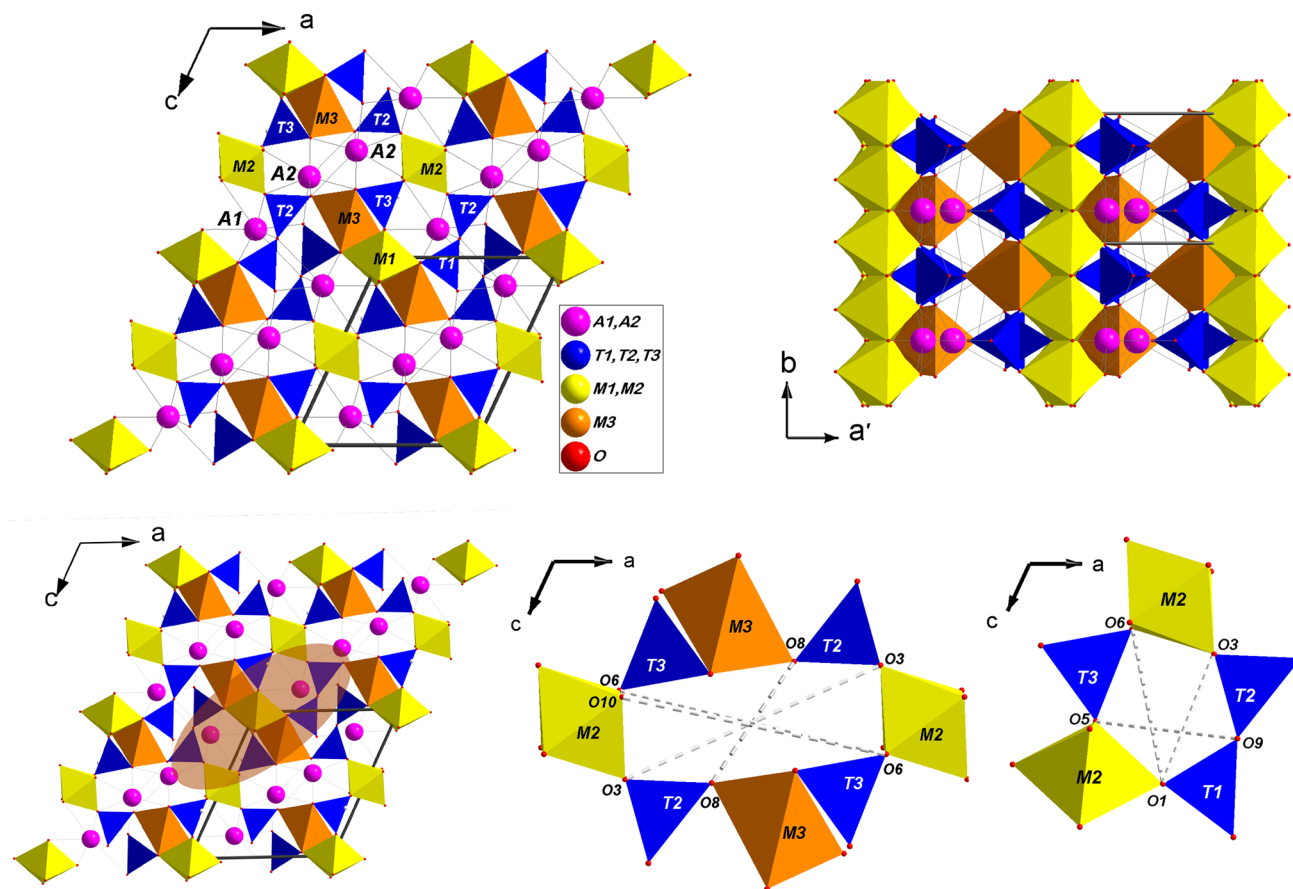 a
c
T3
M3
T2
M2
A2
A2
M2
A1
T2
M3
T3
T2
M1
T1
A1,A2
T1,T2,T3
M1,M2
M3
O
b
a′
a
c
a
c
M3
T2
O8
T3
O3
O6
O10
M2
M2
O3
O6
T2
O8
T3
M3
a
c
M2
O6
O3
T3
T2
O5
O9
M2
T1
O1